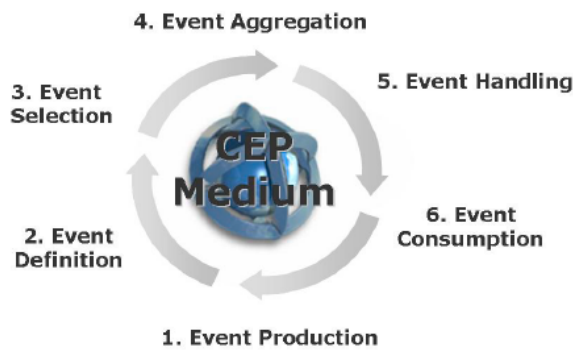 4. Event Aggregation
3. Event
Selection
5. Event Handling
CEP
Medium
2. Event
Definition
6. Event
Consumption
1. Event Production